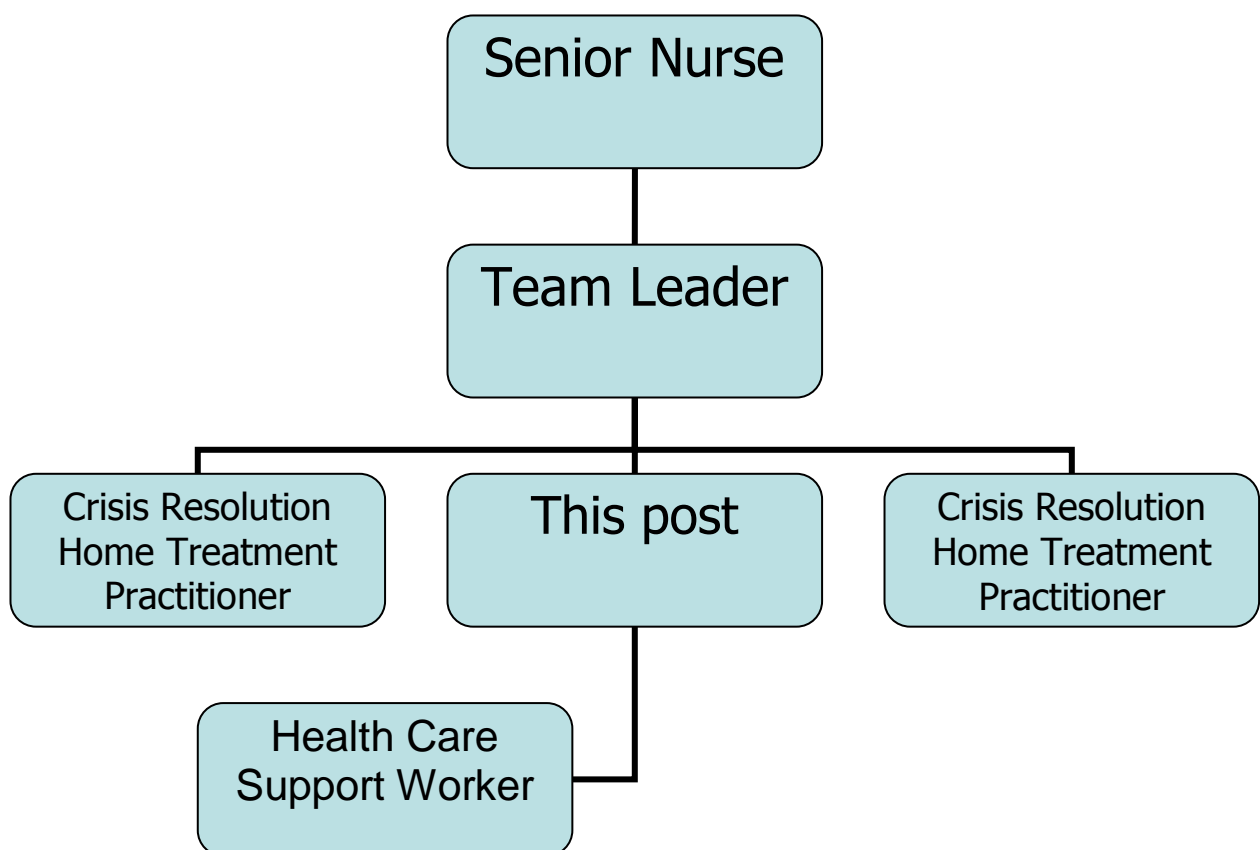 Senior Nurse
Team Leader
Crisis Resolution
Home Treatment
Practitioner
This post
Crisis Resolution
Home Treatment
Practitioner
Health Care
Support Worker